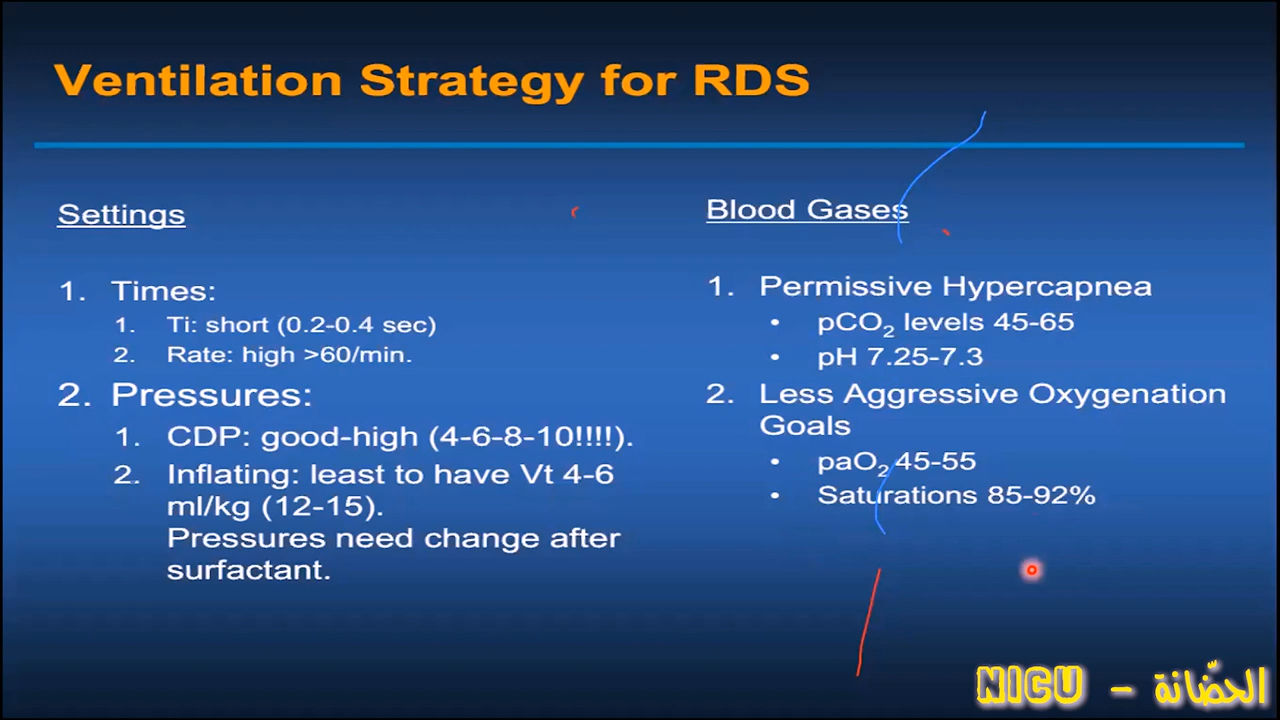 Ventilation Strategy for RDS
Settings
1. Times:
1. Ti: short (0.2-0.4 sec)
2. Rate: high >60/min.
2. Pressures:
1. CDP: good-high (4-6-8-10!!!!).
2. Inflating: least to have Vt 4-6
ml/kg (12-15).
Pressures need change after
surfactant.
Blood Gases
1. Permissive Hypercapnea
• pCO₂ levels 45-65
• pH 7.25-7.3
2. Less Aggressive Oxygenation
Goals
• paO₂ 45-55
• Saturations 85-92%
NICU – الحضّانة